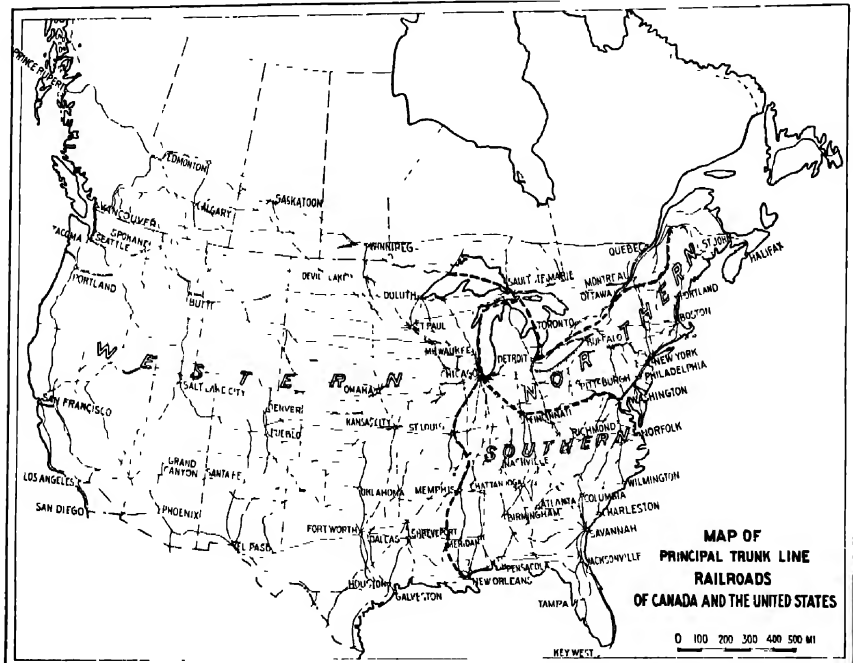 PRINCE RUPERT
EDMONTON
CALGARY
SASKATOON
VANCOUVER
TACOMA
SPOKANE
SEATTLE
PORTLAND
WINNIPEG
DEVIL LAKE
DULUTH
BUTTE
ST PAUL
SAULT STE MARIE
QUEBEC
MONTREAL
OTTAWA
ST JOHN
HALIFAX
PORTLAND
BOSTON
TORONTO
BUFFALO
DETROIT
MILWAUKEE
CHICAGO
NEW YORK
PHILADELPHIA
PITTSBURGH
WASHINGTON
WESTERN
NORTHERN
SOUTHERN
SALT LAKE CITY
OMAHA
DENVER
PUEBLO
KANSAS CITY
ST LOUIS
CINCINNATI
RICHMOND
NORFOLK
SAN FRANCISCO
NASHVILLE
LOS ANGELES
GRAND
CANYON
SANTA FE
OKLAHOMA
MEMPHIS
CHATTANOOGA
ATLANTA
COLUMBIA
WILMINGTON
SAN DIEGO
PHOENIX
BIRMINGHAM
CHARLESTON
SAVANNAH
FORT WORTH
DALLAS
SHREVEPORT
MERIDAN
EL PASO
PENSACOLA
JACKSONVILLE
HOUSTON
GALVESTON
NEW ORLEANS
TAMPA
KEY WEST
MAP OF
PRINCIPAL TRUNK LINE
RAILROADS
OF CANADA AND THE UNITED STATES
0 100 200 300 400 500 MI